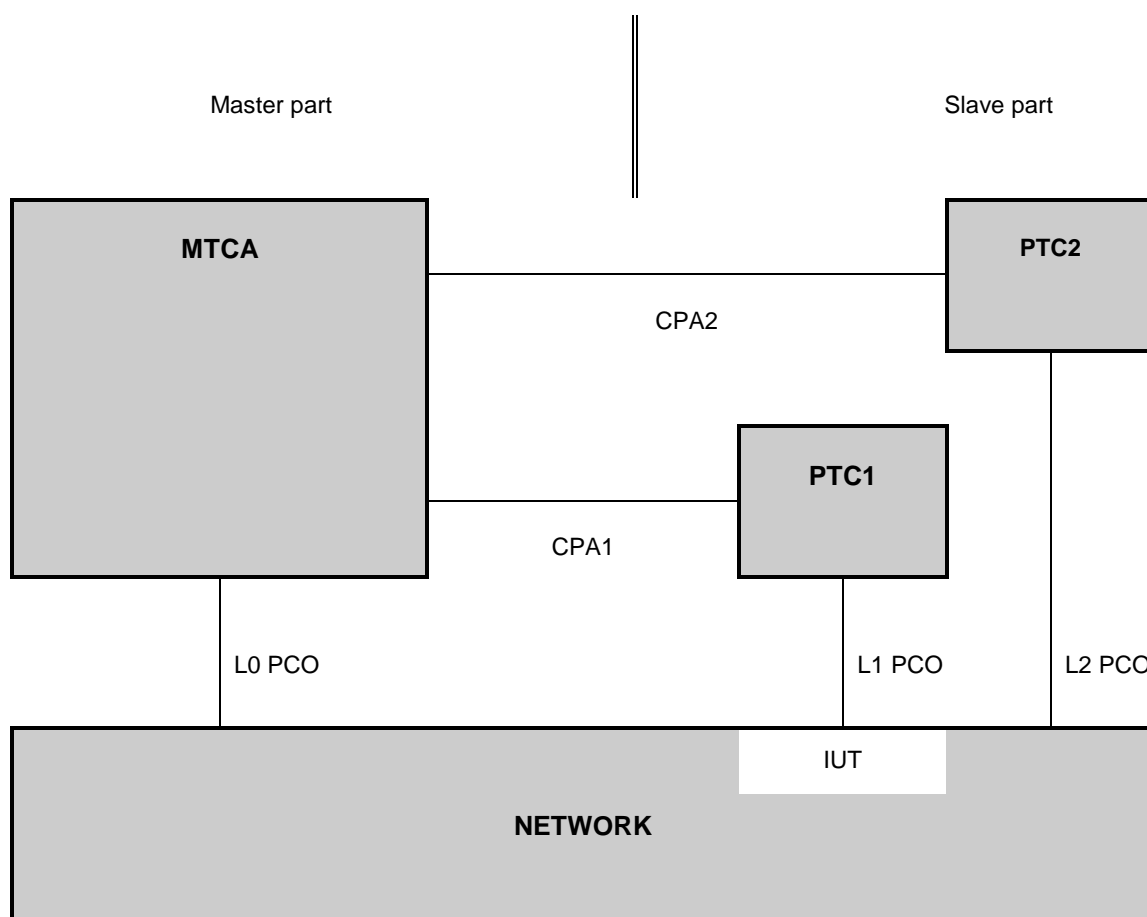 Master part
Slave part
MTCA
PTC2
CPA2
PTC1
CPA1
L0 PCO
L1 PCO
L2 PCO
IUT
NETWORK